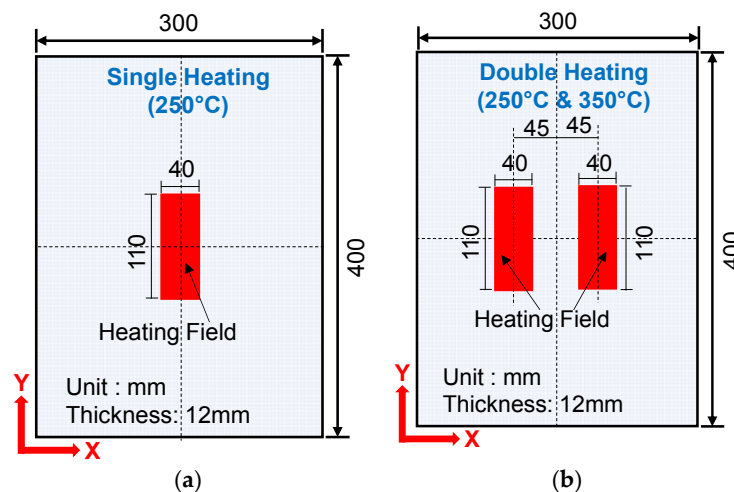 300
Single Heating
(250°C)
40
110
400
Heating Field
Unit : mm
Thickness: 12mm
Y
X
(a)
300
Double Heating
(250°C & 350°C)
45 45
40 40
110
110
400
Heating Field
Unit : mm
Thickness: 12mm
Y
X
(b)